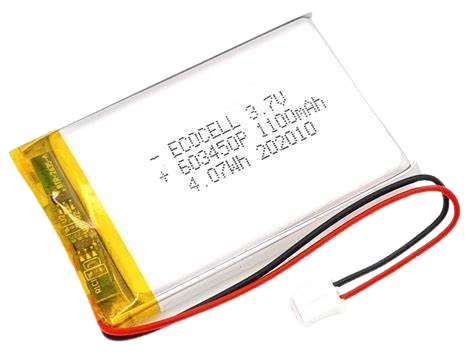 - ECOCELL 3.7V
+ 603450P 1100mAh
4.07Wh 202010